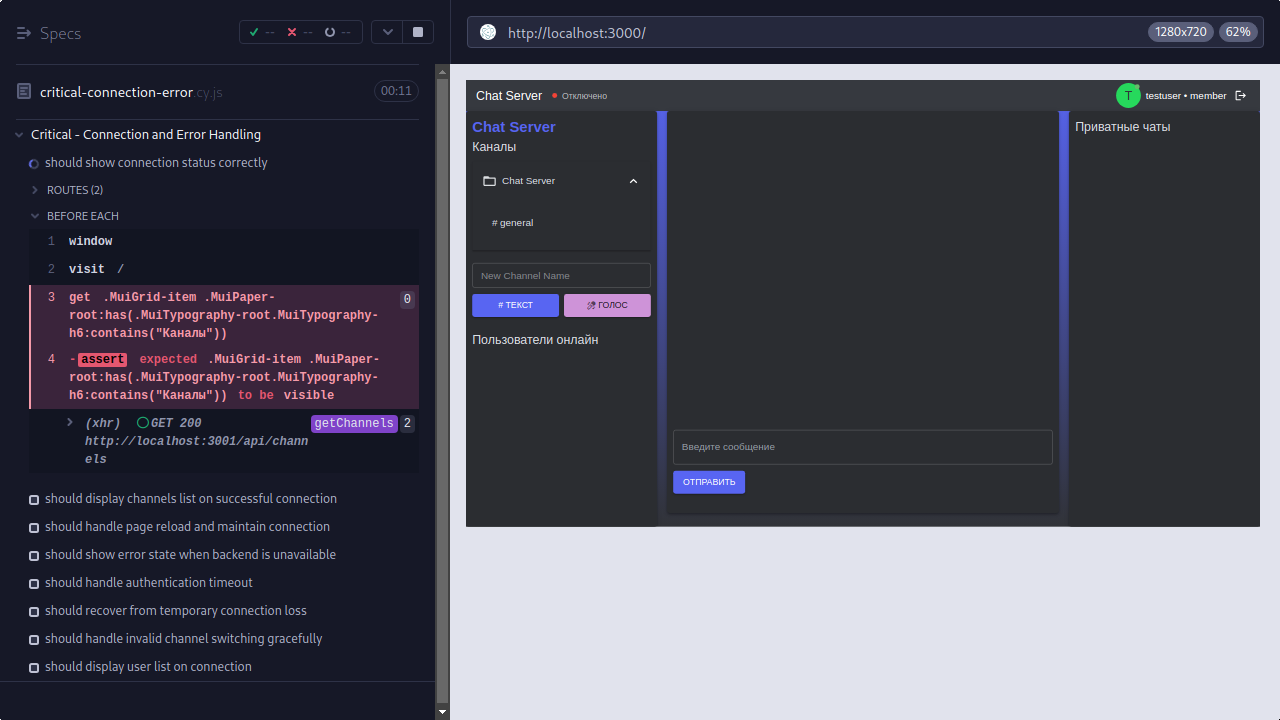 Specs
--
--
--
http://localhost:3000/
1280x720
62%
critical-connection-error.cy.js
00:11
Critical - Connection and Error Handling
should show connection status correctly
ROUTES (2)
BEFORE EACH
1 window
2 visit /
3 get .MuiGrid-item .MuiPaper-
root:has(.MuiTypography-root.MuiTypography-
h6:contains("Каналы"))
0
4 -assert expected .MuiGrid-item .MuiPaper-
root:has(.MuiTypography-root.MuiTypography-
h6:contains("Каналы")) to be visible
(xhr) GET 200
http://localhost:3001/api/chann
els
getChannels 2
should display channels list on successful connection
should handle page reload and maintain connection
should show error state when backend is unavailable
should handle authentication timeout
should recover from temporary connection loss
should handle invalid channel switching gracefully
should display user list on connection
Chat Server
Отключено
T
testuser • member
Chat Server
Каналы
Chat Server
# general
New Channel Name
# ТЕКСТ
🎤 ГОЛОС
Пользователи онлайн
Введите сообщение
ОТПРАВИТЬ
Приватные чаты